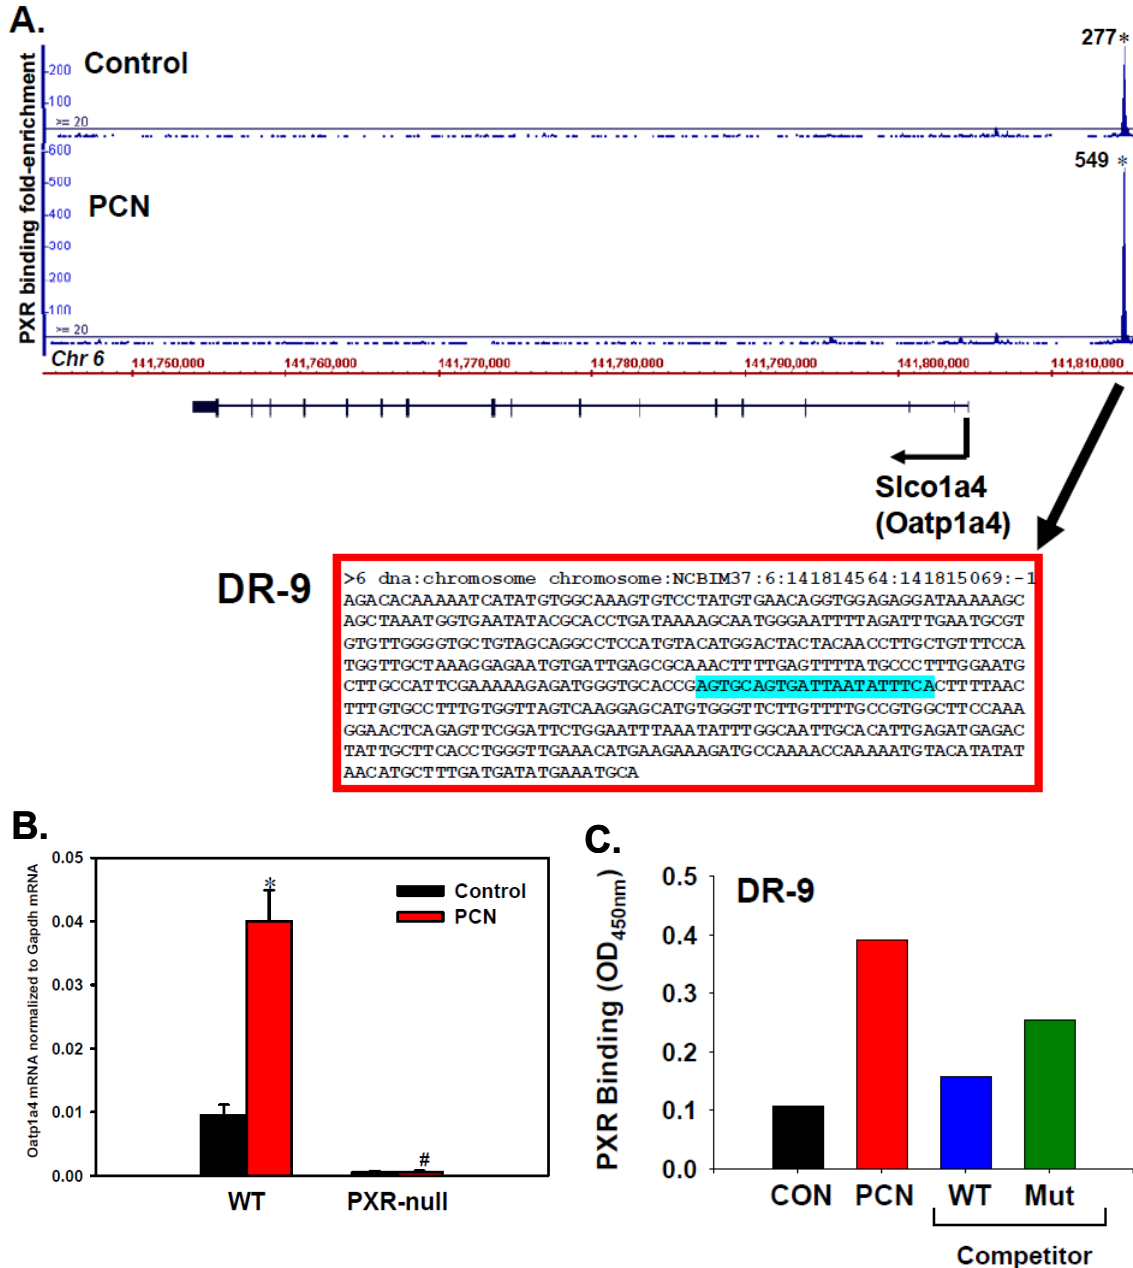 A.
PXR binding fold-enrichment
Control
277 *
200
100
>= 20
PCN
549 *
600
500
400
300
200
100
>= 20
Chr 6
141,750,000 141,760,000 141,770,000 141,780,000 141,790,000 141,800,000 141,810,000
Slco1a4
(Oatp1a4)
DR-9
>6 dna:chromosome chromosome:NCBIM37:6:141814564:141815069:-1
AGACACAAAAATCATATGTGGCAAAGTGTCCTATGTGAACAGGTGGAGAGGATAAAAAGC
AGCTAAATGGTGAATATACGCACCTGATAAAAGCAATGGGAATTTTAGATTTGAATGCGT
GTGTTGGGGTGCTGTAGCAGGCCTCCATGTACATGGACTACTACAACCTTGCTGTTTCCA
TGGTTGCTAAAGGAGAATGTGATTGAGCGCAAACTTTTGAGTTTTATGCCCTTTGGAATG
CTTGCCATTCGAAAAAGAGATGGGTGCACCGAGTGCAGTGATTAATATTTCACTTTTAAC
TTTGTGCCTTTGTGGTTAGTCAAGGAGCATGTGGGTTCTTGTTTTGCCGTGGCTTCCAAA
GGAACTCAGAGTTCGGATTCTGGAATTTAAATATTTGGCAATTGCACATTGAGATGAGAC
TATTGCTTCACCTGGGTTGAAACATGAAGAAAGATGCCAAAACCAAAAATGTACATATAT
AACATGCTTTGATGATATGAAATGCA
B.
Oatp1a4 mRNA normalized to Gapdh mRNA
0.05
0.04
0.03
0.02
0.01
0.00
*
#
Control
PCN
WT PXR-null
C.
DR-9
PXR Binding (OD450nm)
0.5
0.4
0.3
0.2
0.1
0.0
CON PCN WT Mut
Competitor